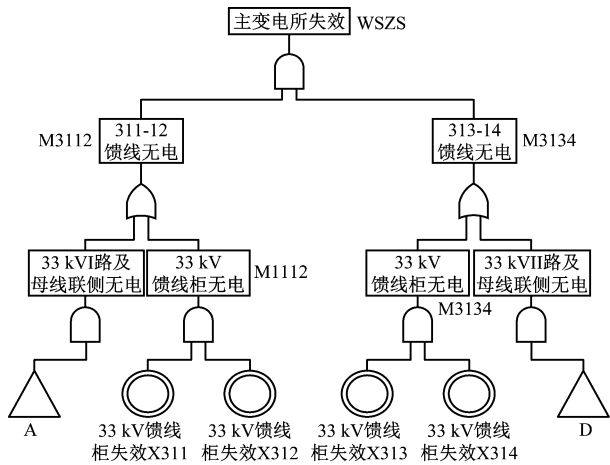 主变电所失效 WSZS
M3112
311-12
馈线无电
313-14
馈线无电
M3134
33 kVI路及
母线联侧无电
33 kV
馈线柜无电
M1112
33 kV
馈线柜无电
M3134
33 kVII路及
母线联侧无电
A
33 kV馈线
柜失效X311
33 kV馈线
柜失效X312
33 kV馈线
柜失效X313
33 kV馈线
柜失效X314
D